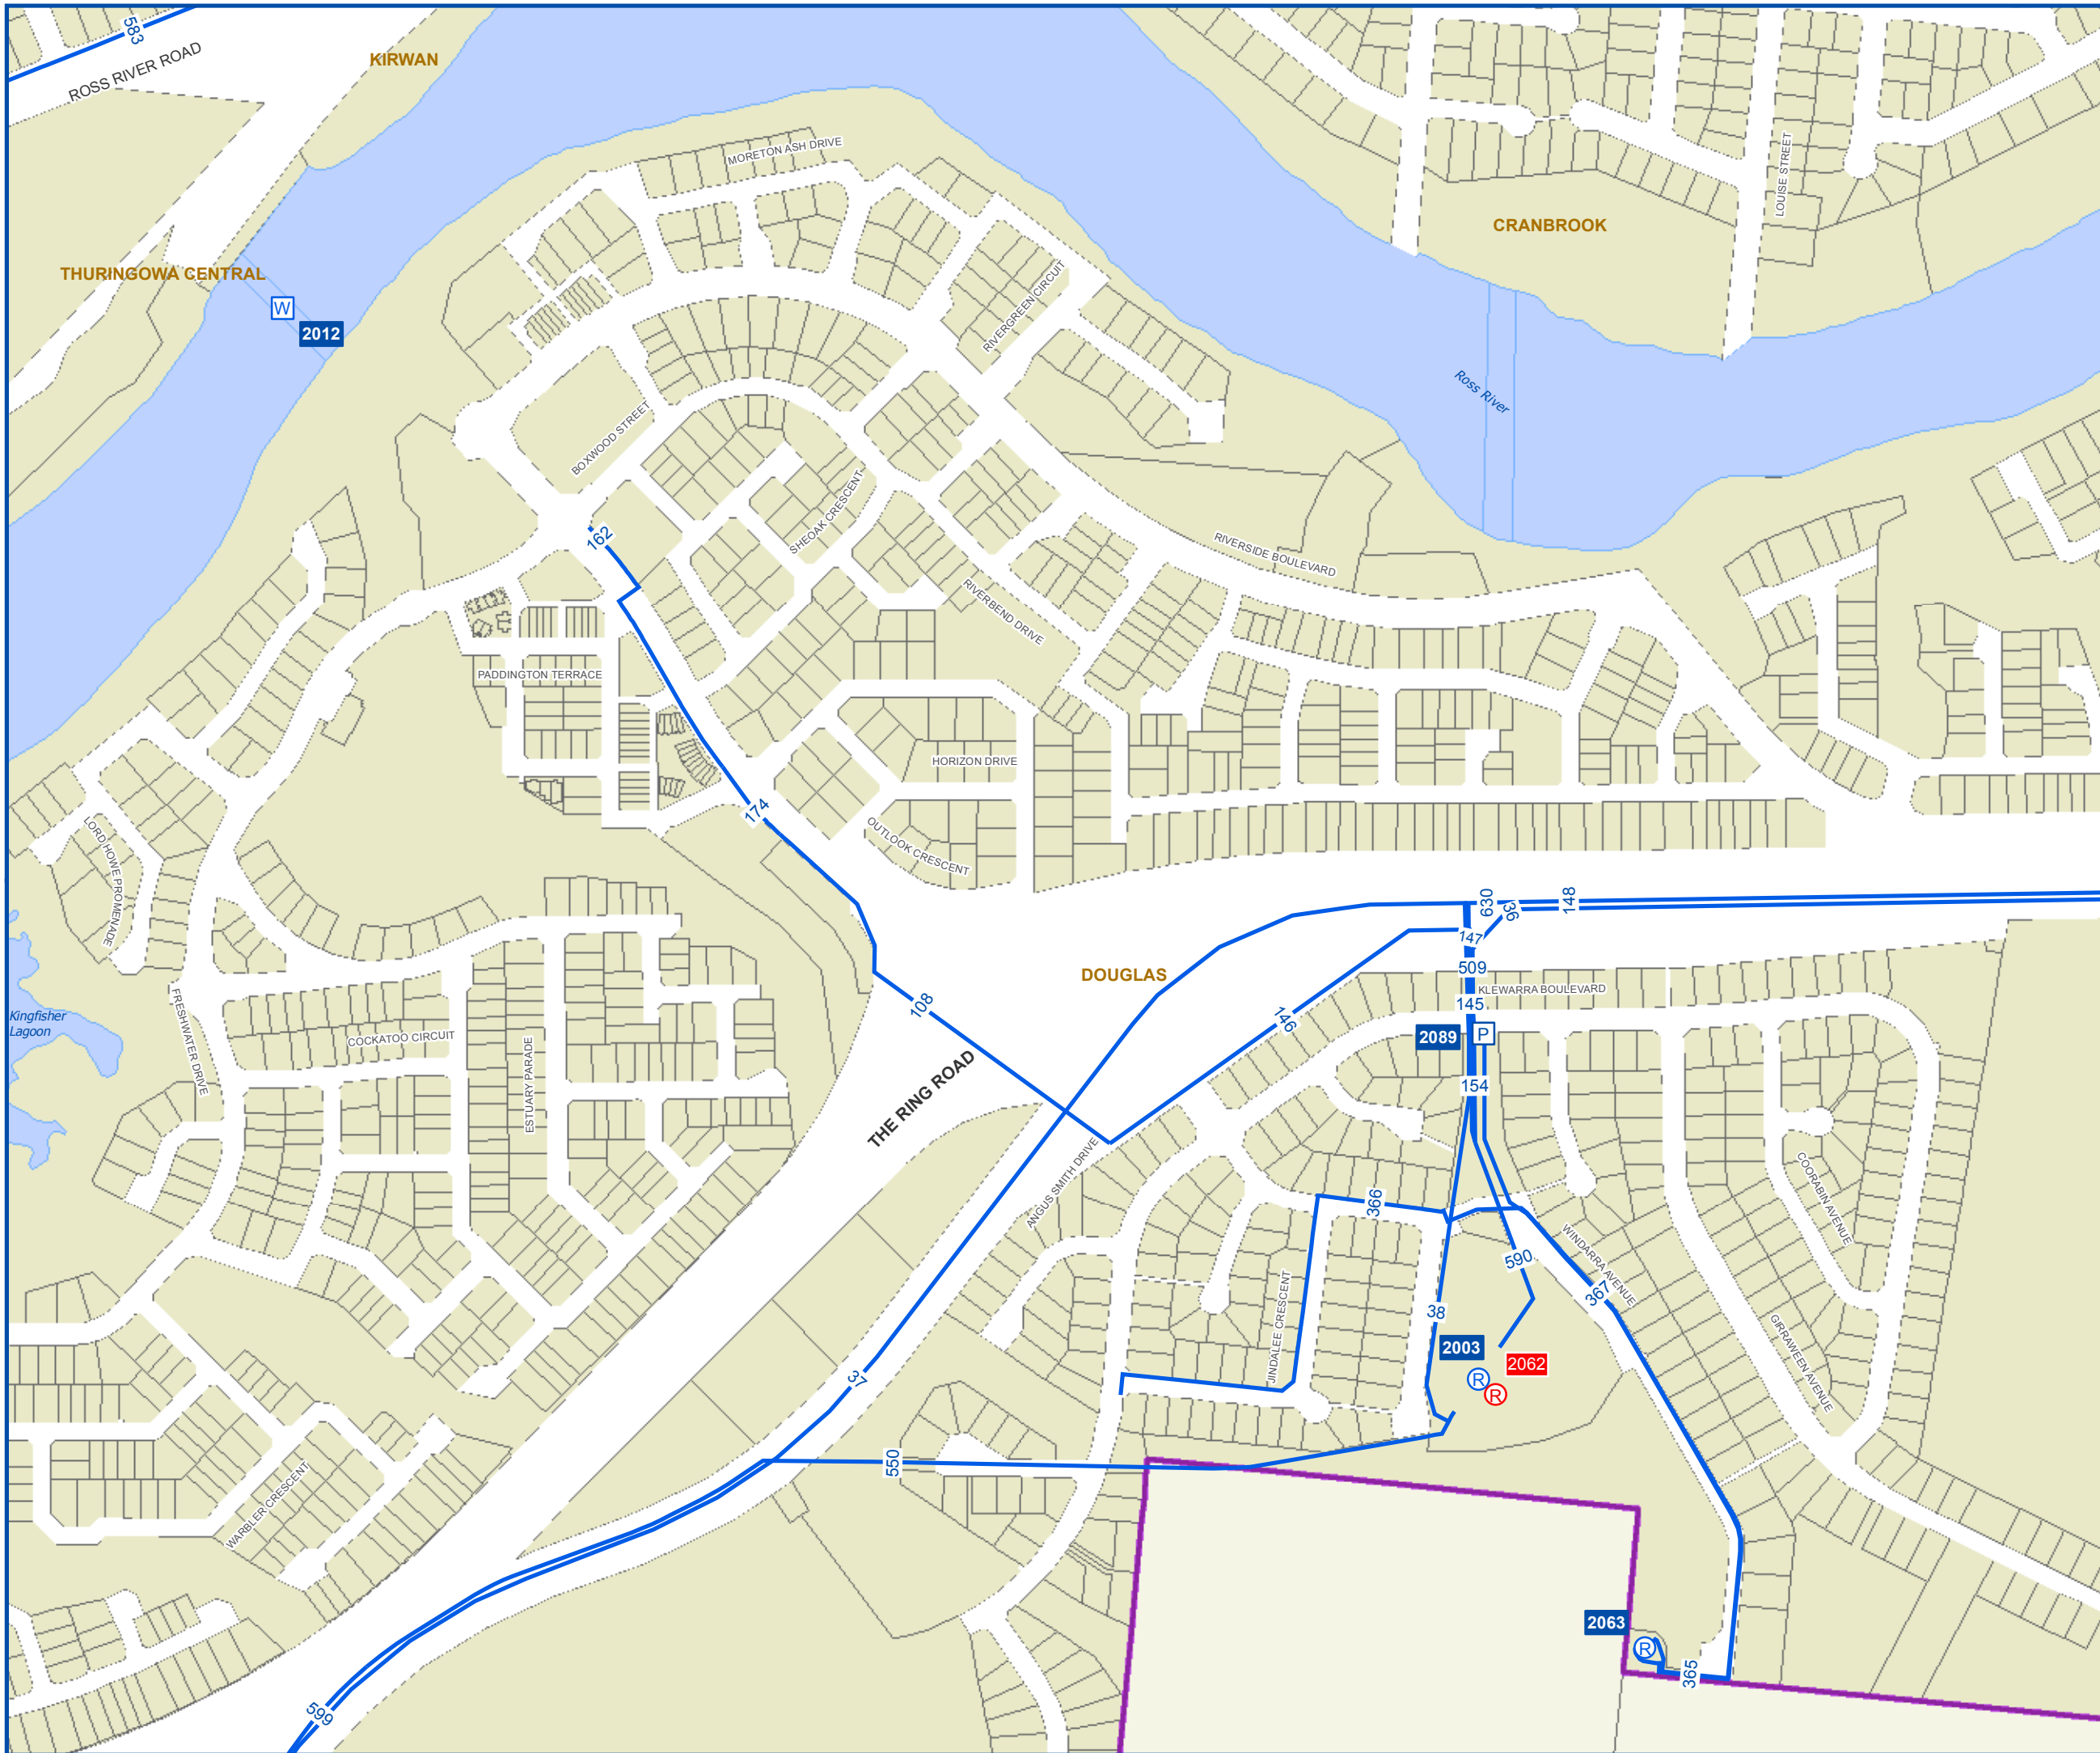 583
ROSS RIVER ROAD
KIRWAN
MORETON ASH DRIVE
LOUISE STREET
CRANBROOK
THURINGOWA CENTRAL
W
2012
RIVERGREEN CIRCUIT
Ross River
BOXWOOD STREET
SHEOAK CRESCENT
162
RIVERSIDE BOULEVARD
RIVERBEND DRIVE
PADDINGTON TERRACE
HORIZON DRIVE
174
OUTLOOK CRESCENT
LORD HOWE PROMENADE
630
36
148
147
509
DOUGLAS
KLEWARRA BOULEVARD
145
108
146
2089
P
Kingfisher
Lagoon
FRESHWATER DRIVE
COCKATOO CIRCUIT
ESTUARY PARADE
THE RING ROAD
154
ANGUS SMITH DRIVE
366
COORABIN AVENUE
WINDARRA AVENUE
590
367
JINDALEE CRESCENT
38
2003
2062
R
R
GIRRAWEEN AVENUE
37
550
WARBLER CRESCENT
2063
R
365
599